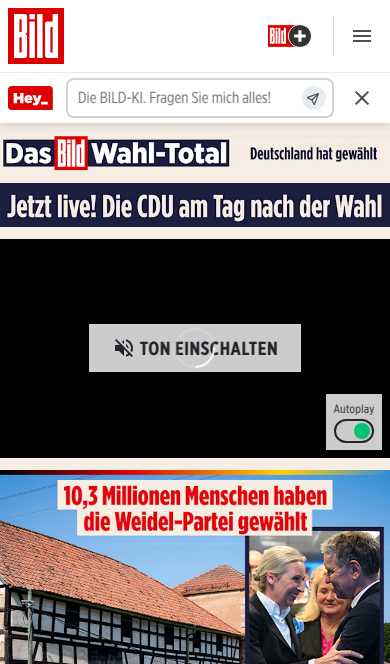 Bild
Bild
Hey_
Die BILD-KI. Fragen Sie mich alles!
Das Bild Wahl-Total
Deutschland hat gewählt
Jetzt live! Die CDU am Tag nach der Wahl
TON EINSCHALTEN
Autoplay
10,3 Millionen Menschen haben
die Weidel-Partei gewählt